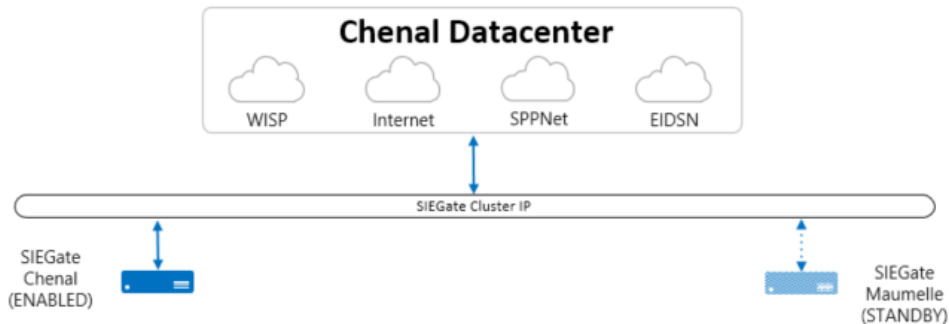 Chenal Datacenter
WISP
Internet
SPPNet
EIDSN
SIEGate Cluster IP
SIEGate
Chenal
(ENABLED)
SIEGate
Maumelle
(STANDBY)